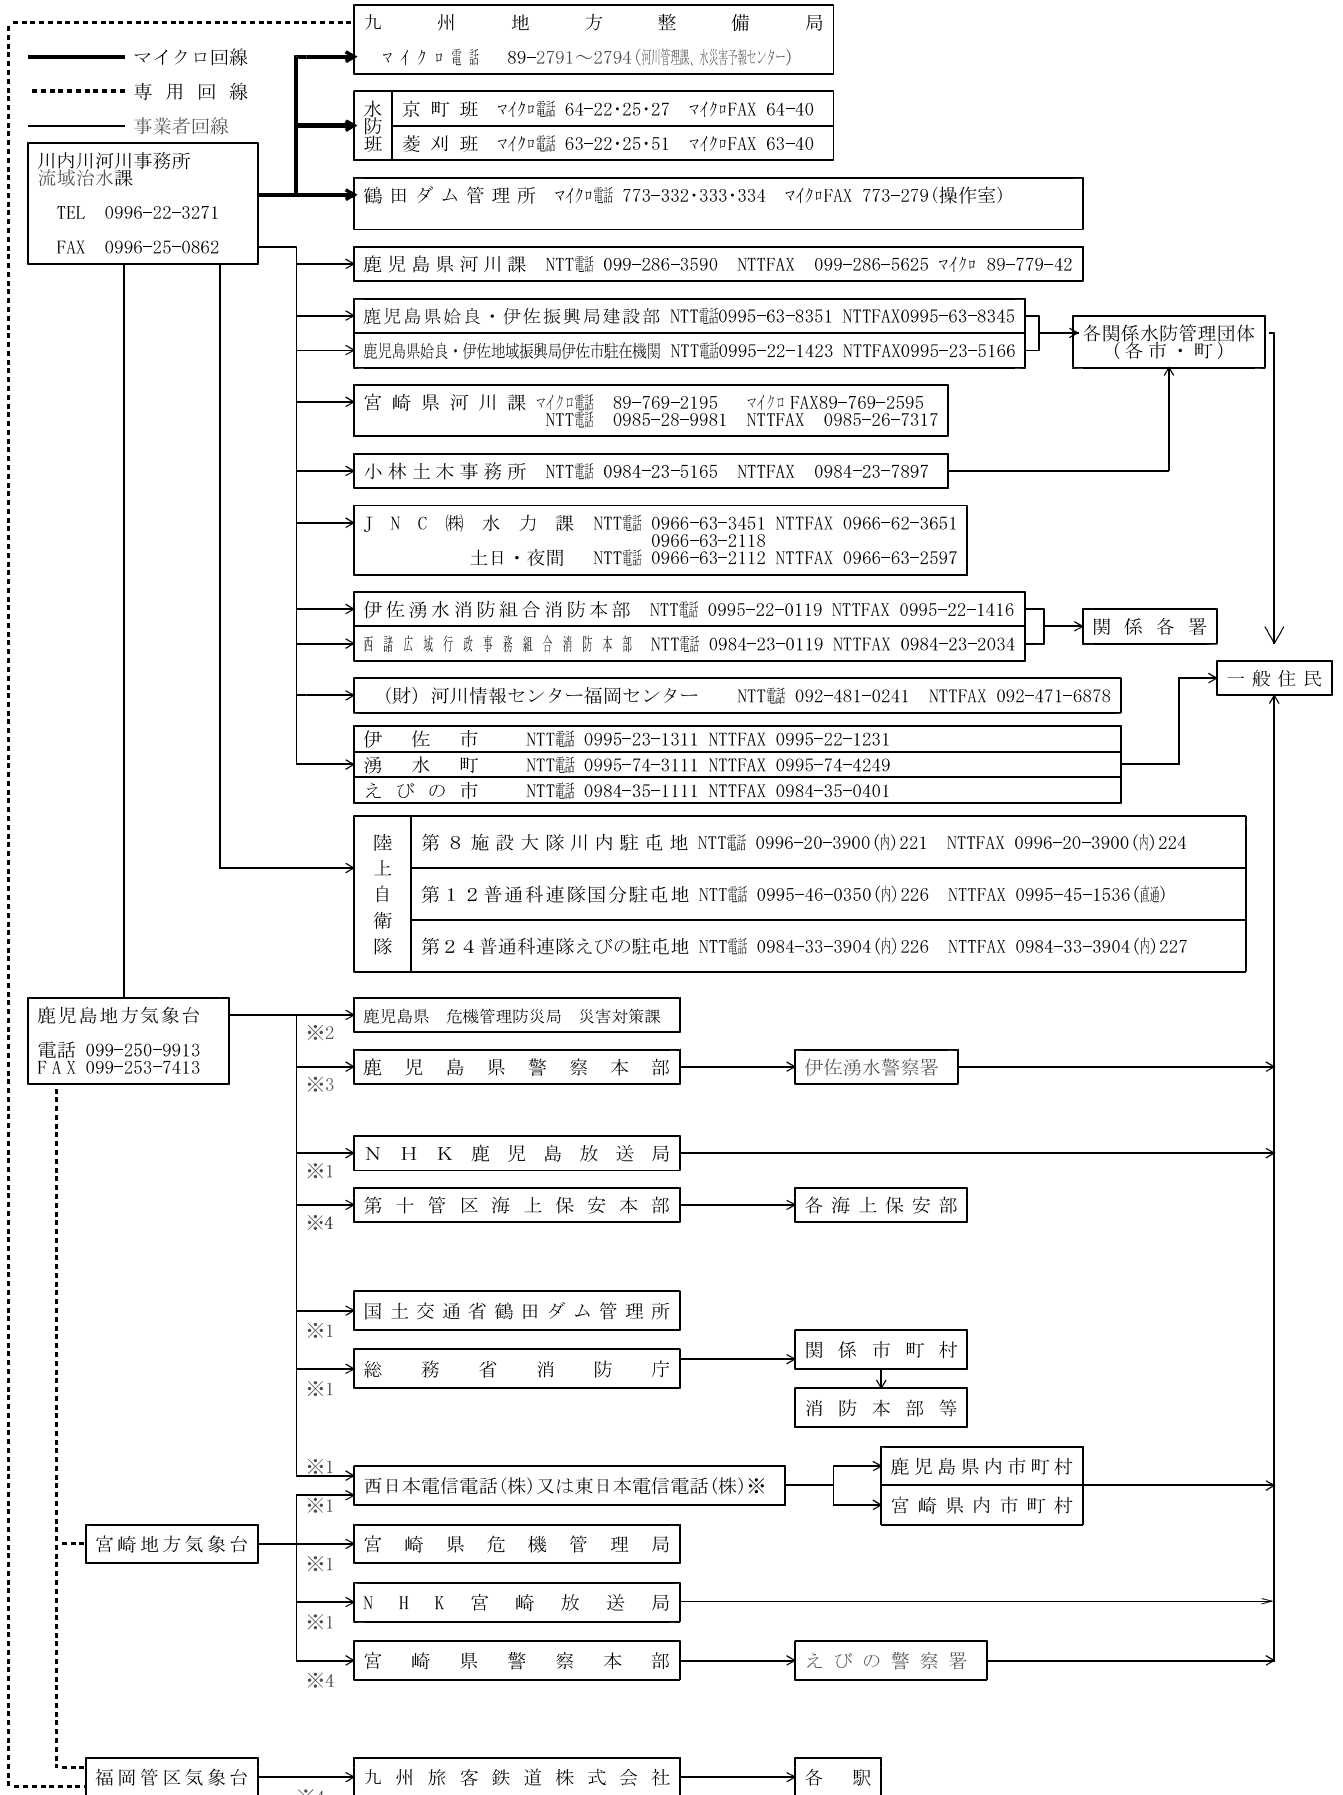 九州地方整備局
マイクロ電話 89-2791～2794(河川管理課、水災害予報センター)
マイクロ回線
専用回線
事業者回線
水防班
京町班 マイクロ電話 64-22・25・27 マイクロFAX 64-40
菱刈班 マイクロ電話 63-22・25・51 マイクロFAX 63-40
川内川河川事務所
流域治水課
TEL 0996-22-3271
FAX 0996-25-0862
鶴田ダム管理所 マイクロ電話 773-332・333・334 マイクロFAX 773-279(操作室)
鹿児島県河川課 NTT電話 099-286-3590 NTTFAX 099-286-5625 マイクロ 89-779-42
鹿児島県姶良・伊佐振興局建設部 NTT電話0995-63-8351 NTTFAX0995-63-8345
鹿児島県姶良・伊佐地域振興局伊佐市駐在機関 NTT電話0995-22-1423 NTTFAX0995-23-5166
各関係水防管理団体
(各市・町)
宮崎県河川課 マイクロ電話 89-769-2195 マイクロFAX89-769-2595
NTT電話 0985-28-9981 NTTFAX 0985-26-7317
小林土木事務所 NTT電話 0984-23-5165 NTTFAX 0984-23-7897
JNC㈱水力課 NTT電話 0966-63-3451 NTTFAX 0966-62-3651
0966-63-2118
土日・夜間 NTT電話 0966-63-2112 NTTFAX 0966-63-2597
伊佐湧水消防組合消防本部 NTT電話 0995-22-0119 NTTFAX 0995-22-1416
西諸広域行政事務組合消防本部 NTT電話 0984-23-0119 NTTFAX 0984-23-2034
関係各署
一般住民
(財)河川情報センター福岡センター NTT電話 092-481-0241 NTTFAX 092-471-6878
伊佐市 NTT電話 0995-23-1311 NTTFAX 0995-22-1231
湧水町 NTT電話 0995-74-3111 NTTFAX 0995-74-4249
えびの市 NTT電話 0984-35-1111 NTTFAX 0984-35-0401
陸上自衛隊
第８施設大隊川内駐屯地 NTT電話 0996-20-3900(内)221 NTTFAX 0996-20-3900(内)224
第１２普通科連隊国分駐屯地 NTT電話 0995-46-0350(内)226 NTTFAX 0995-45-1536(直通)
第２４普通科連隊えびの駐屯地 NTT電話 0984-33-3904(内)226 NTTFAX 0984-33-3904(内)227
鹿児島地方気象台
電話 099-250-9913
FAX 099-253-7413
鹿児島県 危機管理防災局 災害対策課
※2
鹿児島県警察本部
伊佐湧水警察署
※3
NHK鹿児島放送局
※1
第十管区海上保安本部
各海上保安部
※4
国土交通省鶴田ダム管理所
※1
総務省消防庁
関係市町村
※1
消防本部等
※1
西日本電信電話(株)又は東日本電信電話(株)※
※1
鹿児島県内市町村
宮崎県内市町村
宮崎地方気象台
宮崎県危機管理局
※1
NHK宮崎放送局
※1
宮崎県警察本部
えびの警察署
※4
福岡管区気象台
九州旅客鉄道株式会社
各駅